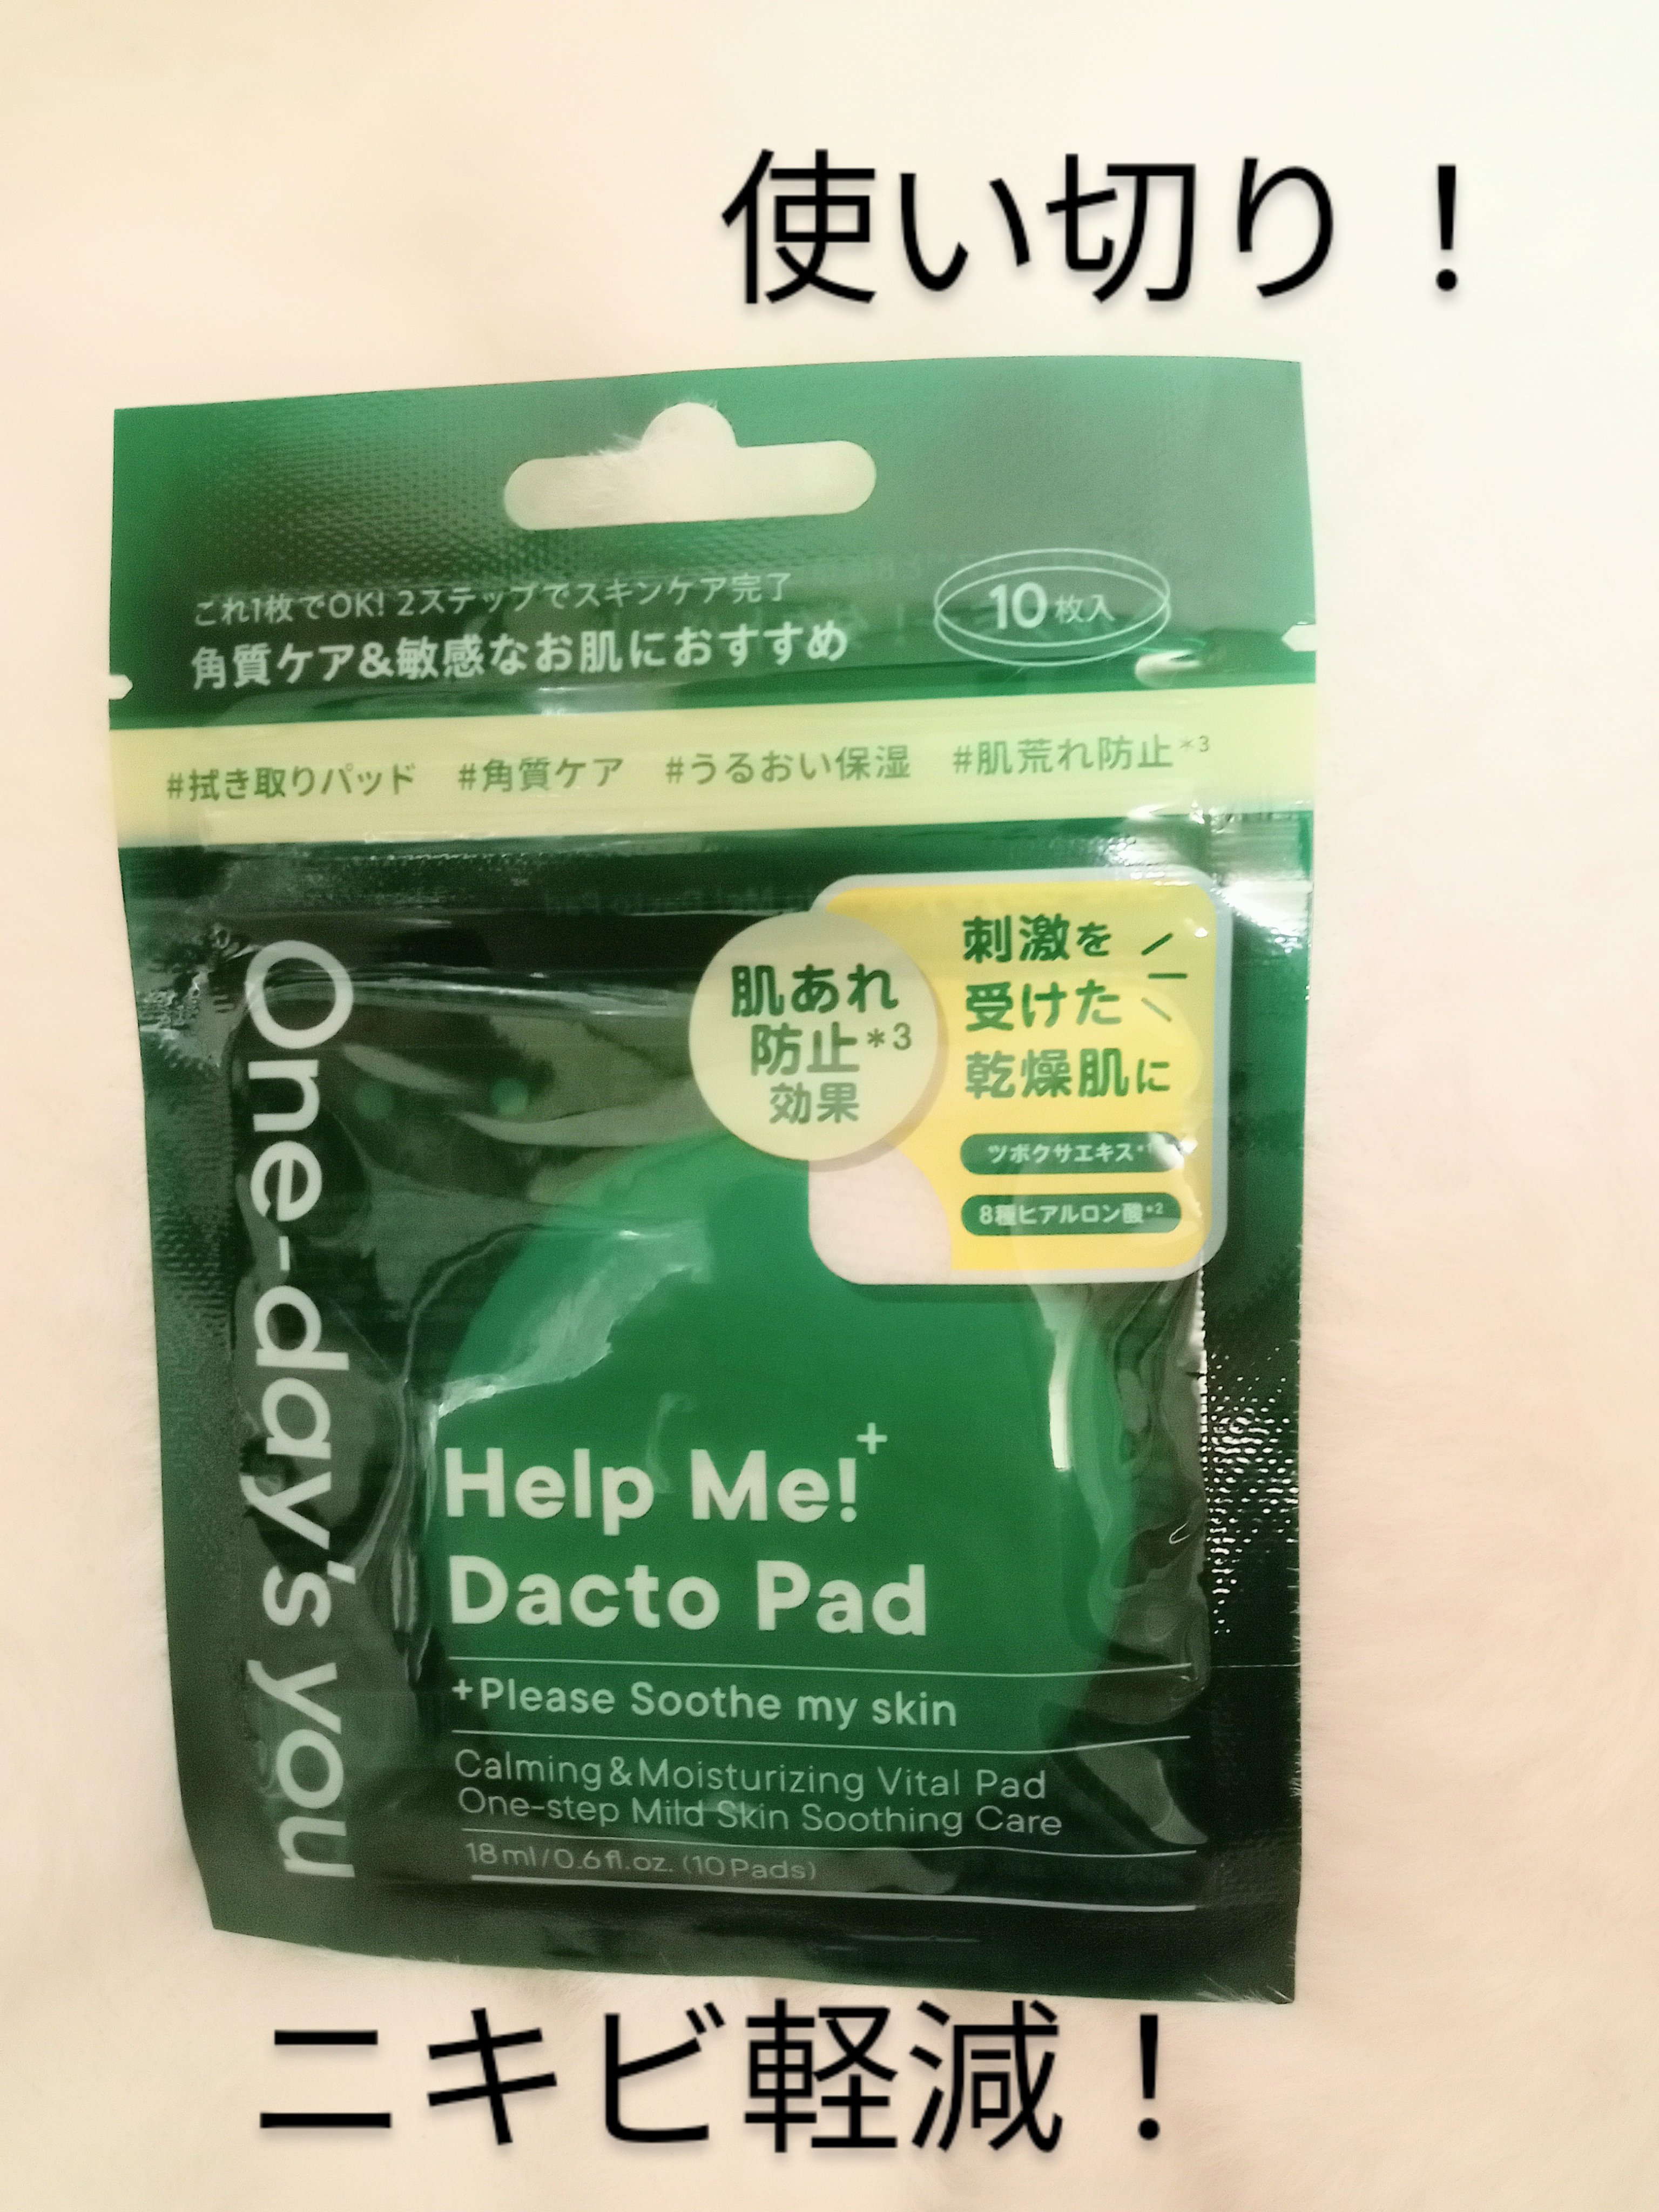 使い切り！
これ1枚でOK! 2ステップでスキンケア完了
角質ケア&敏感なお肌におすすめ
10枚入
#拭き取りパッド #角質ケア #うるおい保湿 #肌荒れ防止*3
One-day's you
肌あれ
防止*3
効果
刺激を
受けた
乾燥肌に
ツボクサエキス*1
8種ヒアルロン酸*2
Help Me!+
Dacto Pad
+Please Soothe my skin
Calming&Moisturizing Vital Pad
One-step Mild Skin Soothing Care
18ml/0.6fl.oz. (10Pads)
ニキビ軽減！